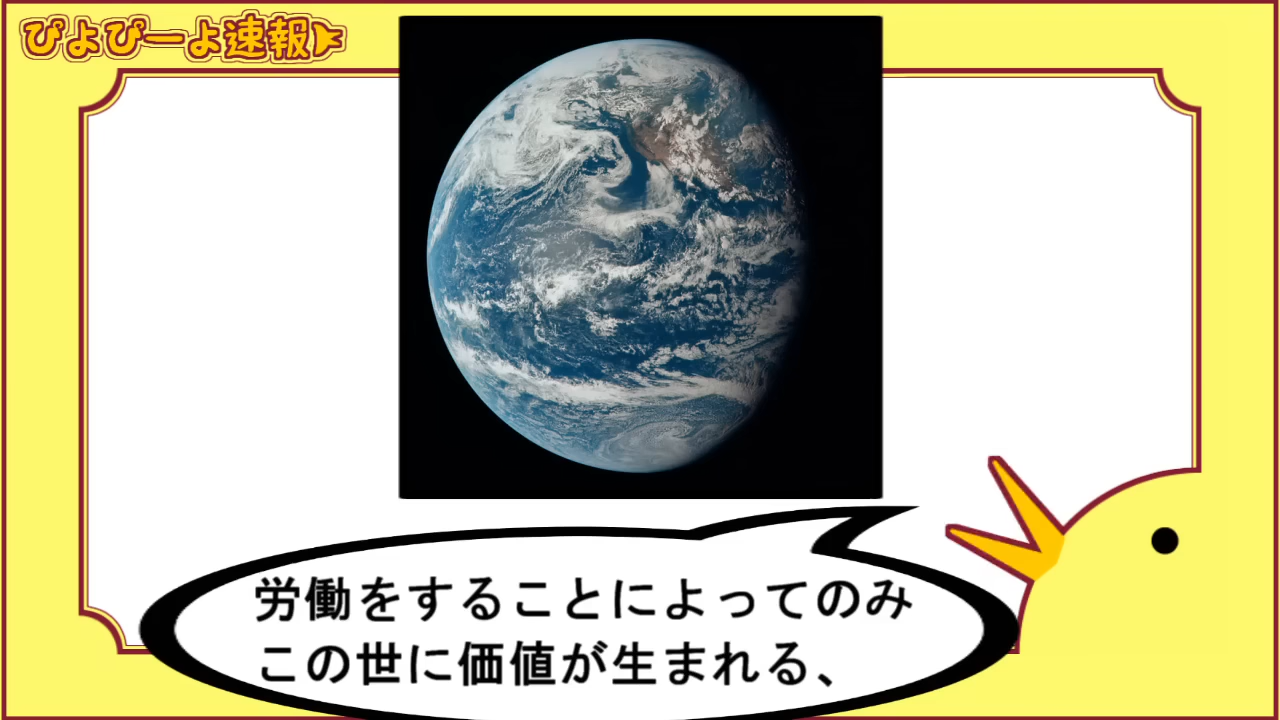 ぴよぴーよ速報
労働をすることによってのみ
この世に価値が生まれる、